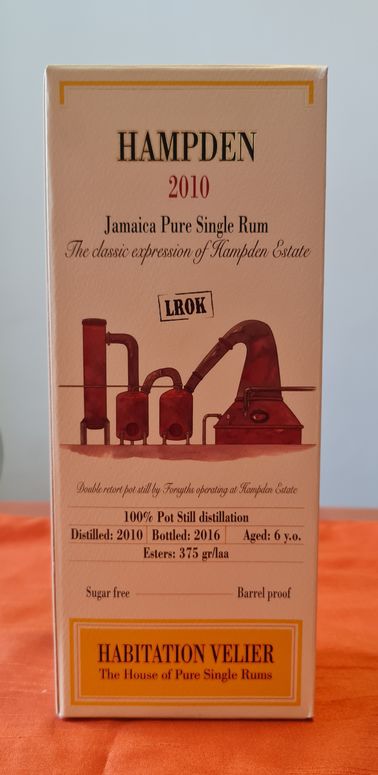 HAMPDEN
2010
Jamaica Pure Single Rum
The classic expression of Hampden Estate
LROK
Double retort pot still by Forsyths operating at Hampden Estate
100% Pot Still distillation
Distilled: 2010 Bottled: 2016 Aged: 6 y.o.
Esters: 375 gr/laa
Sugar free Barrel proof
HABITATION VELIER
The House of Pure Single Rums